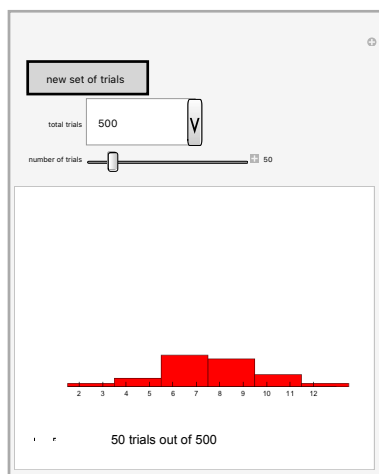 new set of trials
total trials 500
number of trials 50
2 3 4 5 6 7 8 9 10 11 12
50 trials out of 500